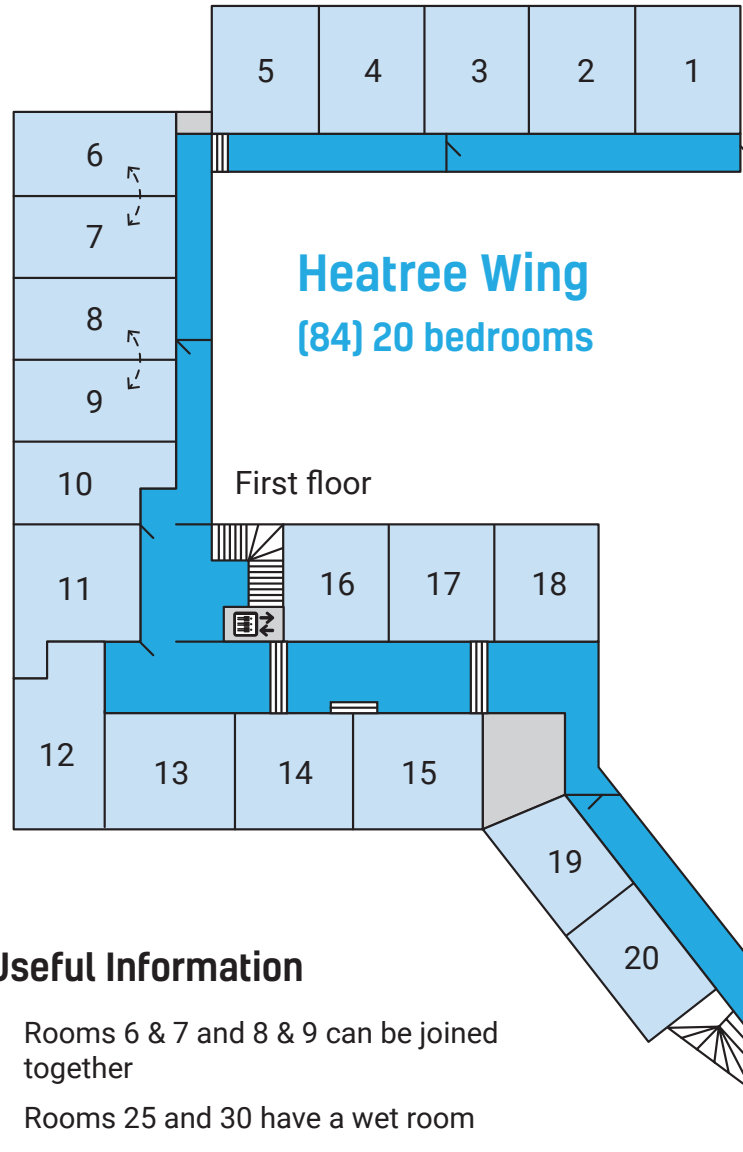 5 4 3 2 1
6
7
8
9
10
11
12
13 14 15
16 17 18
19
20
Heatree Wing
(84) 20 bedrooms
First floor
Useful Information
Rooms 6 & 7 and 8 & 9 can be joined
together
Rooms 25 and 30 have a wet room